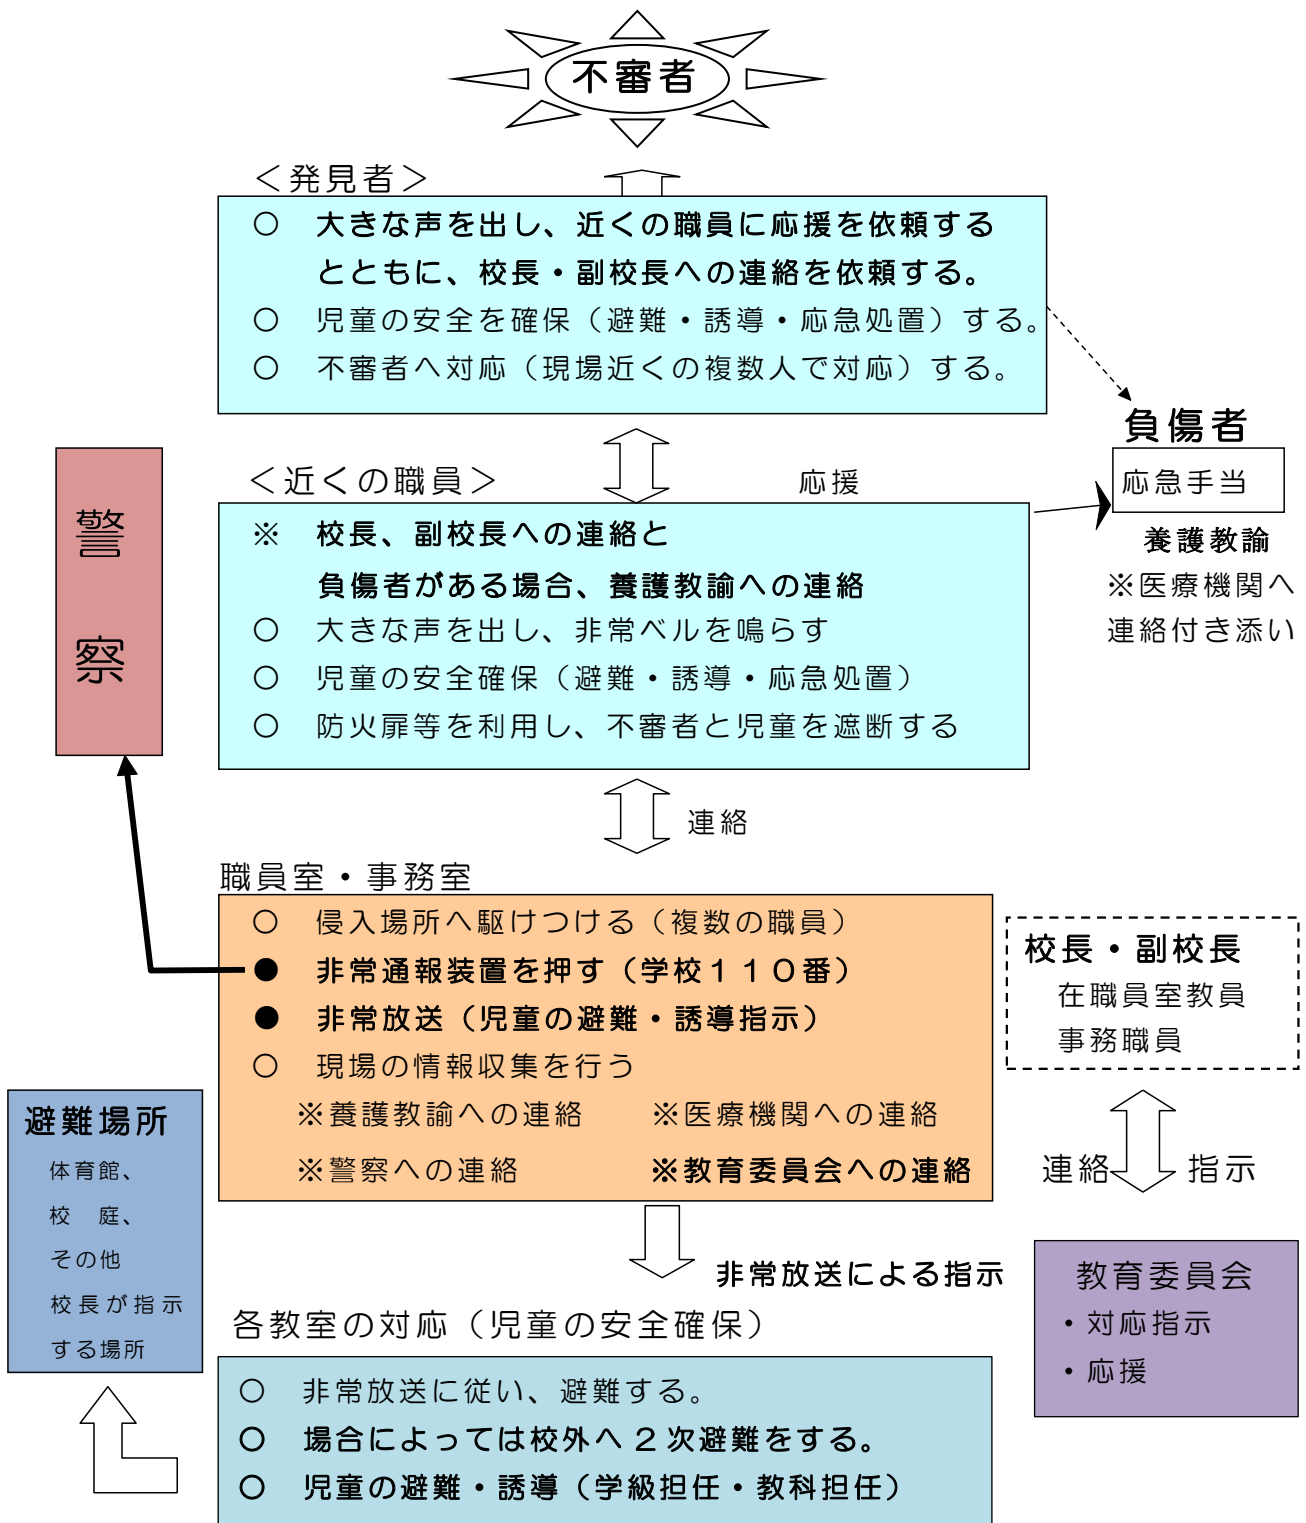 不審者
＜発見者＞
○ 大きな声を出し、近くの職員に応援を依頼する
とともに、校長・副校長への連絡を依頼する。
○ 児童の安全を確保（避難・誘導・応急処置）する。
○ 不審者へ対応（現場近くの複数人で対応）する。
負傷者
応急手当
養護教諭
※医療機関へ
連絡付き添い
警
察
＜近くの職員＞
応援
※ 校長、副校長への連絡と
負傷者がある場合、養護教諭への連絡
○ 大きな声を出し、非常ベルを鳴らす
○ 児童の安全確保（避難・誘導・応急処置）
○ 防火扉等を利用し、不審者と児童を遮断する
連絡
職員室・事務室
○ 侵入場所へ駆けつける（複数の職員）
● 非常通報装置を押す（学校１１０番）
● 非常放送（児童の避難・誘導指示）
○ 現場の情報収集を行う
※養護教諭への連絡 ※医療機関への連絡
※警察への連絡 ※教育委員会への連絡
校長・副校長
在職員室教員
事務職員
連絡 指示
教育委員会
・対応指示
・応援
避難場所
体育館、
校 庭、
その他
校長が指示
する場所
非常放送による指示
各教室の対応（児童の安全確保）
○ 非常放送に従い、避難する。
○ 場合によっては校外へ２次避難をする。
○ 児童の避難・誘導（学級担任・教科担任）